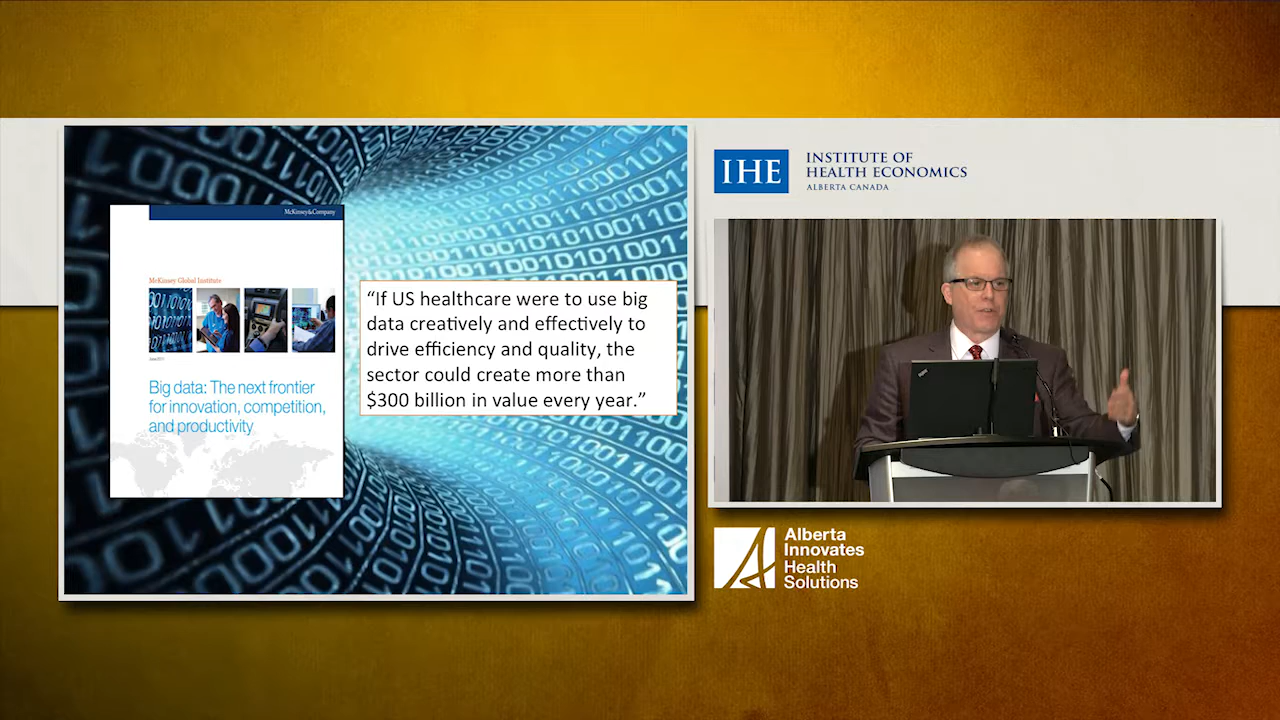 McKinsey&Company
McKinsey Global Institute
June 2011
Big data: The next frontier
for innovation, competition,
and productivity
“If US healthcare were to use big
data creatively and effectively to
drive efficiency and quality, the
sector could create more than
$300 billion in value every year.”
IHE
INSTITUTE OF
HEALTH ECONOMICS
ALBERTA CANADA
Alberta
Innovates
Health
Solutions